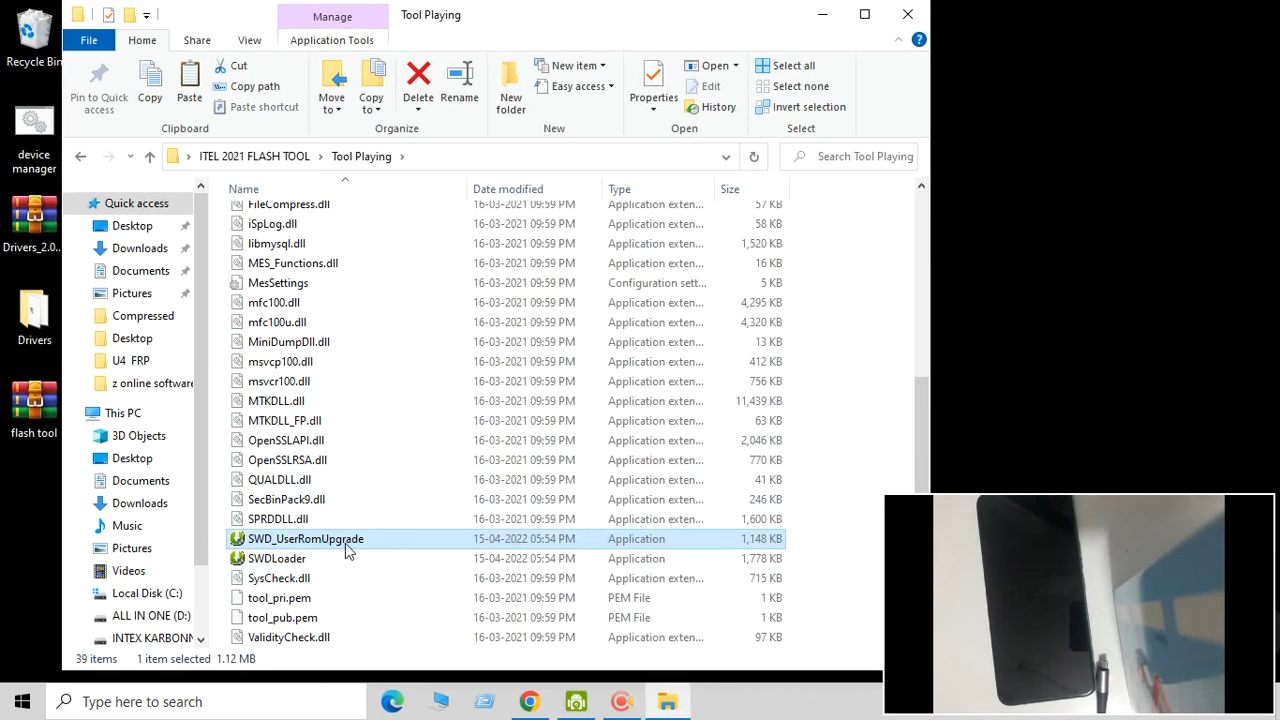 Manage
Tool Playing
File
Home
Share
View
Application Tools
Pin to Quick access
Copy
Paste
Cut
Copy path
Paste shortcut
Move to
Copy to
Delete
Rename
New folder
New item
Easy access
Properties
Open
Edit
History
Select all
Select none
Invert selection
Clipboard
Organize
New
Open
Select
ITEL 2021 FLASH TOOL
Tool Playing
Search Tool Playing
Recycle Bin
device manager
Drivers_2.0...
Drivers
flash tool
Quick access
Desktop
Downloads
Documents
Pictures
Compressed
Desktop
U4 FRP
z online software
This PC
3D Objects
Desktop
Documents
Downloads
Music
Pictures
Videos
Local Disk (C:)
ALL IN ONE (D:)
INTEX KARBONN
Name Date modified Type Size
FileCompress.dll 16-03-2021 09:59 PM Application exten... 57 KB
iSpLog.dll 16-03-2021 09:59 PM Application exten... 58 KB
libmysql.dll 16-03-2021 09:59 PM Application exten... 1,520 KB
MES_Functions.dll 16-03-2021 09:59 PM Application exten... 16 KB
MesSettings 16-03-2021 09:59 PM Configuration sett... 5 KB
mfc100.dll 16-03-2021 09:59 PM Application exten... 4,295 KB
mfc100u.dll 16-03-2021 09:59 PM Application exten... 4,320 KB
MiniDumpDll.dll 16-03-2021 09:59 PM Application exten... 13 KB
msvcp100.dll 16-03-2021 09:59 PM Application exten... 412 KB
msvcr100.dll 16-03-2021 09:59 PM Application exten... 756 KB
MTKDLL.dll 16-03-2021 09:59 PM Application exten... 11,439 KB
MTKDLL_FP.dll 16-03-2021 09:59 PM Application exten... 63 KB
OpenSSLAPI.dll 16-03-2021 09:59 PM Application exten... 2,046 KB
OpenSSLRSA.dll 16-03-2021 09:59 PM Application exten... 770 KB
QUALDLL.dll 16-03-2021 09:59 PM Application exten... 41 KB
SecBinPack9.dll 16-03-2021 09:59 PM Application exten... 246 KB
SPRDDLL.dll 16-03-2021 09:59 PM Application exten... 1,600 KB
SWD_UserRomUpgrade 15-04-2022 05:54 PM Application 1,148 KB
SWDLoader 15-04-2022 05:54 PM Application 1,778 KB
SysCheck.dll 16-03-2021 09:59 PM Application exten... 715 KB
tool_pri.pem 16-03-2021 09:59 PM PEM File 1 KB
tool_pub.pem 16-03-2021 09:59 PM PEM File 1 KB
ValidityCheck.dll 16-03-2021 09:59 PM Application exten... 97 KB
39 items 1 item selected 1.12 MB
Type here to search